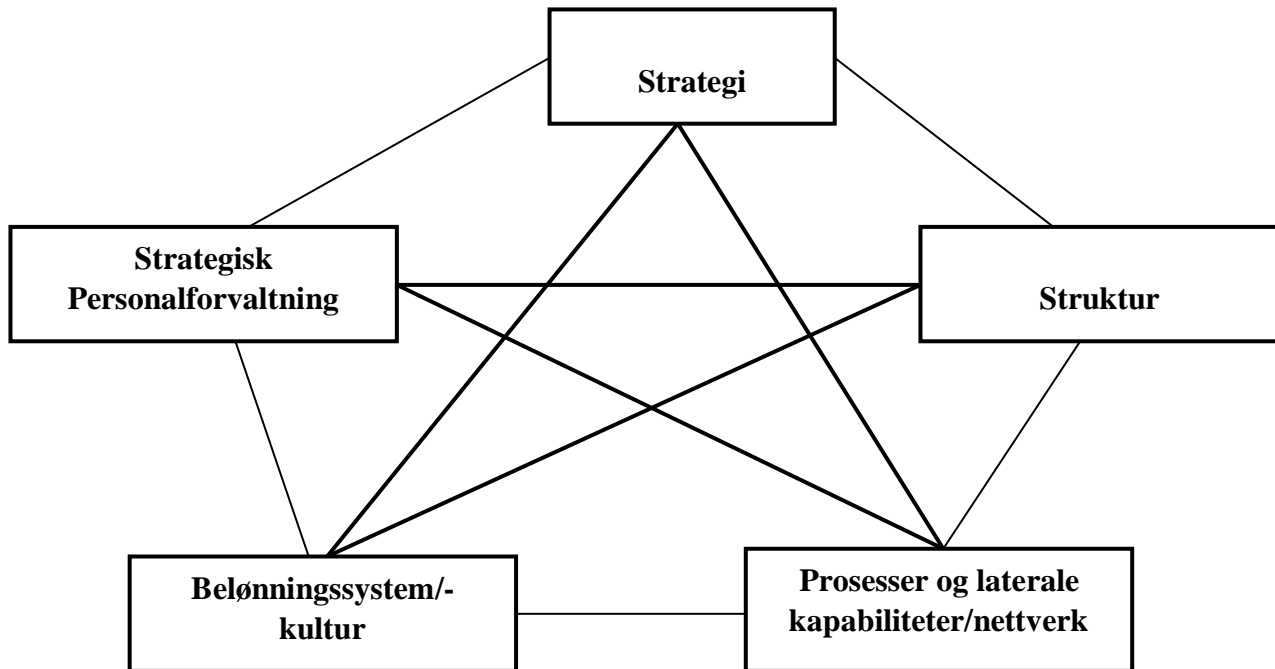 Strategi
Strategisk
Personalforvaltning
Struktur
Belønningssystem/-
kultur
Prosesser og laterale
kapabiliteter/nettverk